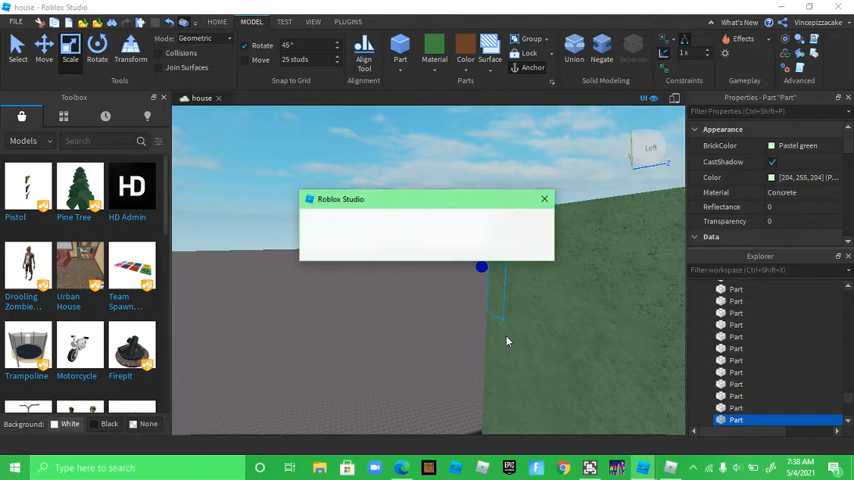 house - Roblox Studio
FILE HOME MODEL TEST VIEW PLUGINS What's New Vincepizzacake
Select Move Scale Rotate Transform
Mode: Geometric
Collisions
Join Surfaces
Tools
Rotate 45°
Move 25 studs
Snap to Grid
Align Tool
Alignment
Part Material Color Surface
Group
Lock
Anchor
Parts
Union Negate Separate
Solid Modeling
1x
Constraints
Effects
Gameplay
Advanced
Toolbox
house
UI
Properties - Part "Part"
Filter Properties (Ctrl+Shift+P)
Models Search
Pistol Pine Tree HD Admin
HD
Drooling Zombie...
Urban House
Team Spawn...
Trampoline Motorcycle Firepit
Background: White Black None
Left
Roblox Studio
Appearance
BrickColor Pastel green
CastShadow
Color [204, 255, 204] (P...
Material Concrete
Reflectance 0
Transparency 0
Data
Explorer
Filter workspace (Ctrl+Shift+X)
Part
Part
Part
Part
Part
Part
Part
Part
Part
Part
Part
Part
Type here to search
EPIC GAMES
7:38 AM
5/4/2021